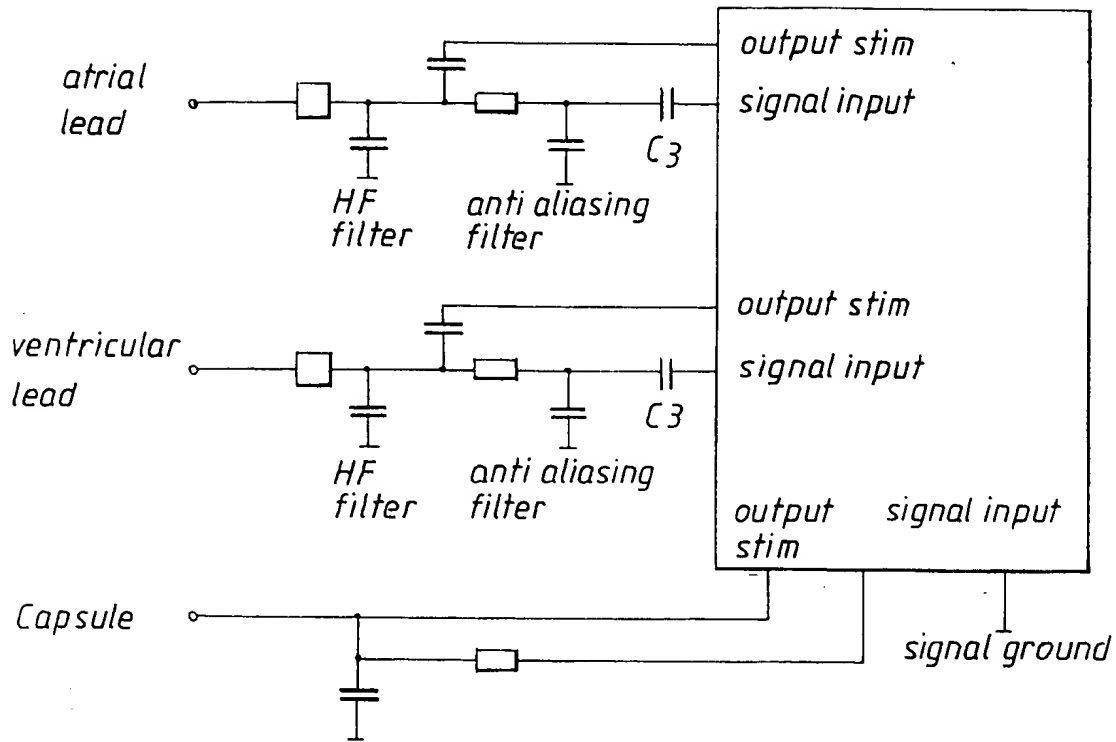 output stim
atrial
lead
signal input
C3
HF
filter
anti aliasing
filter
output stim
ventricular
lead
signal input
C3
HF
filter
anti aliasing
filter
output
stim
signal input
Capsule
signal ground